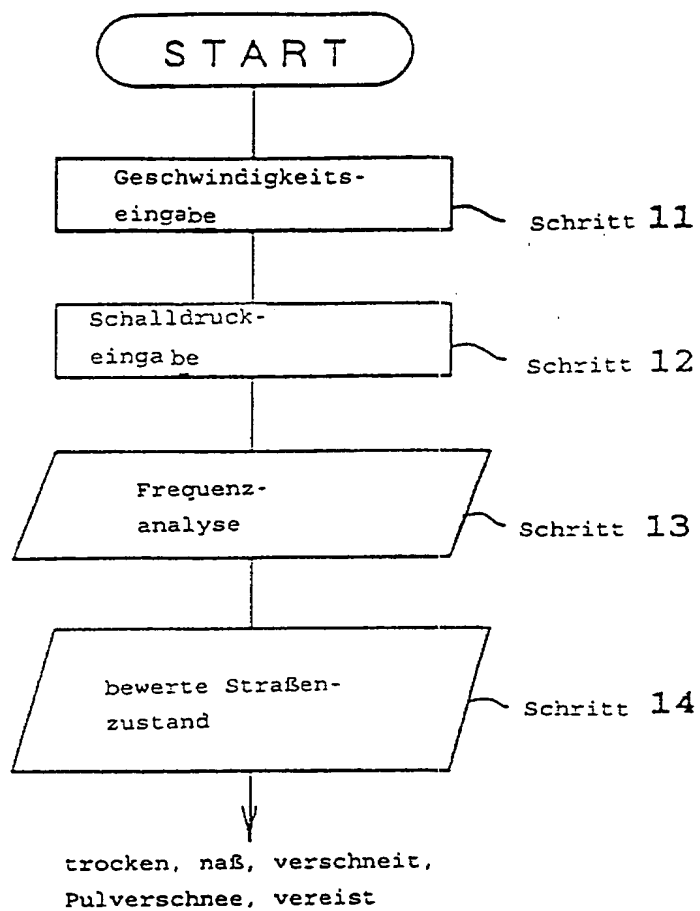 START
Geschwindigkeits-
eingabe
Schritt 11
Schalldruck-
eingabe
Schritt 12
Frequenz-
analyse
Schritt 13
bewerte Straßen-
zustand
Schritt 14
trocken, naß, verschneit,
Pulverschnee, vereist